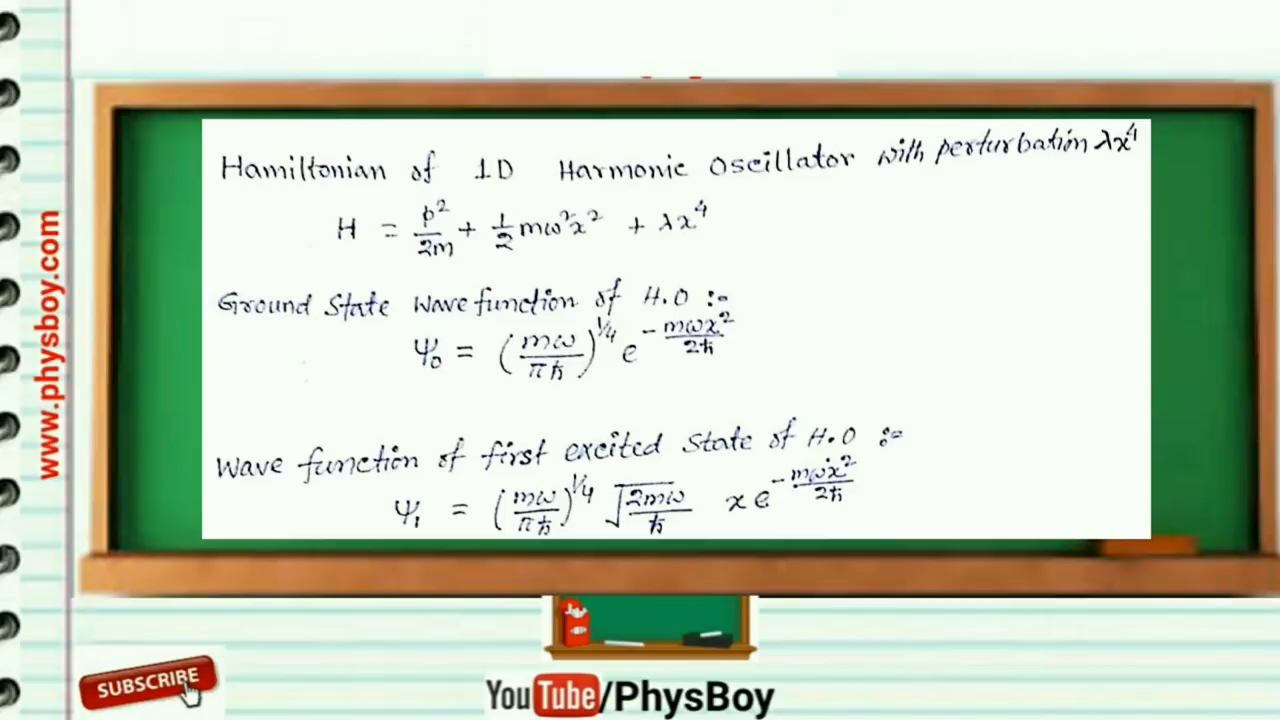 Hamiltonian of 1D Harmonic Oscillator with perturbation λx⁴
H = p²/2m + 1/2 mω²x² + λx⁴
Ground State wave function of H.O :-
Ψ₀ = (mω/πħ)^1/4 e^-mωx²/2ħ
Wave function of first excited State of H.O :-
Ψ₁ = (mω/πħ)^1/4 √2mω/ħ x e^-mωx²/2ħ
www.physboy.com
SUBSCRIBE
YouTube/PhysBoy